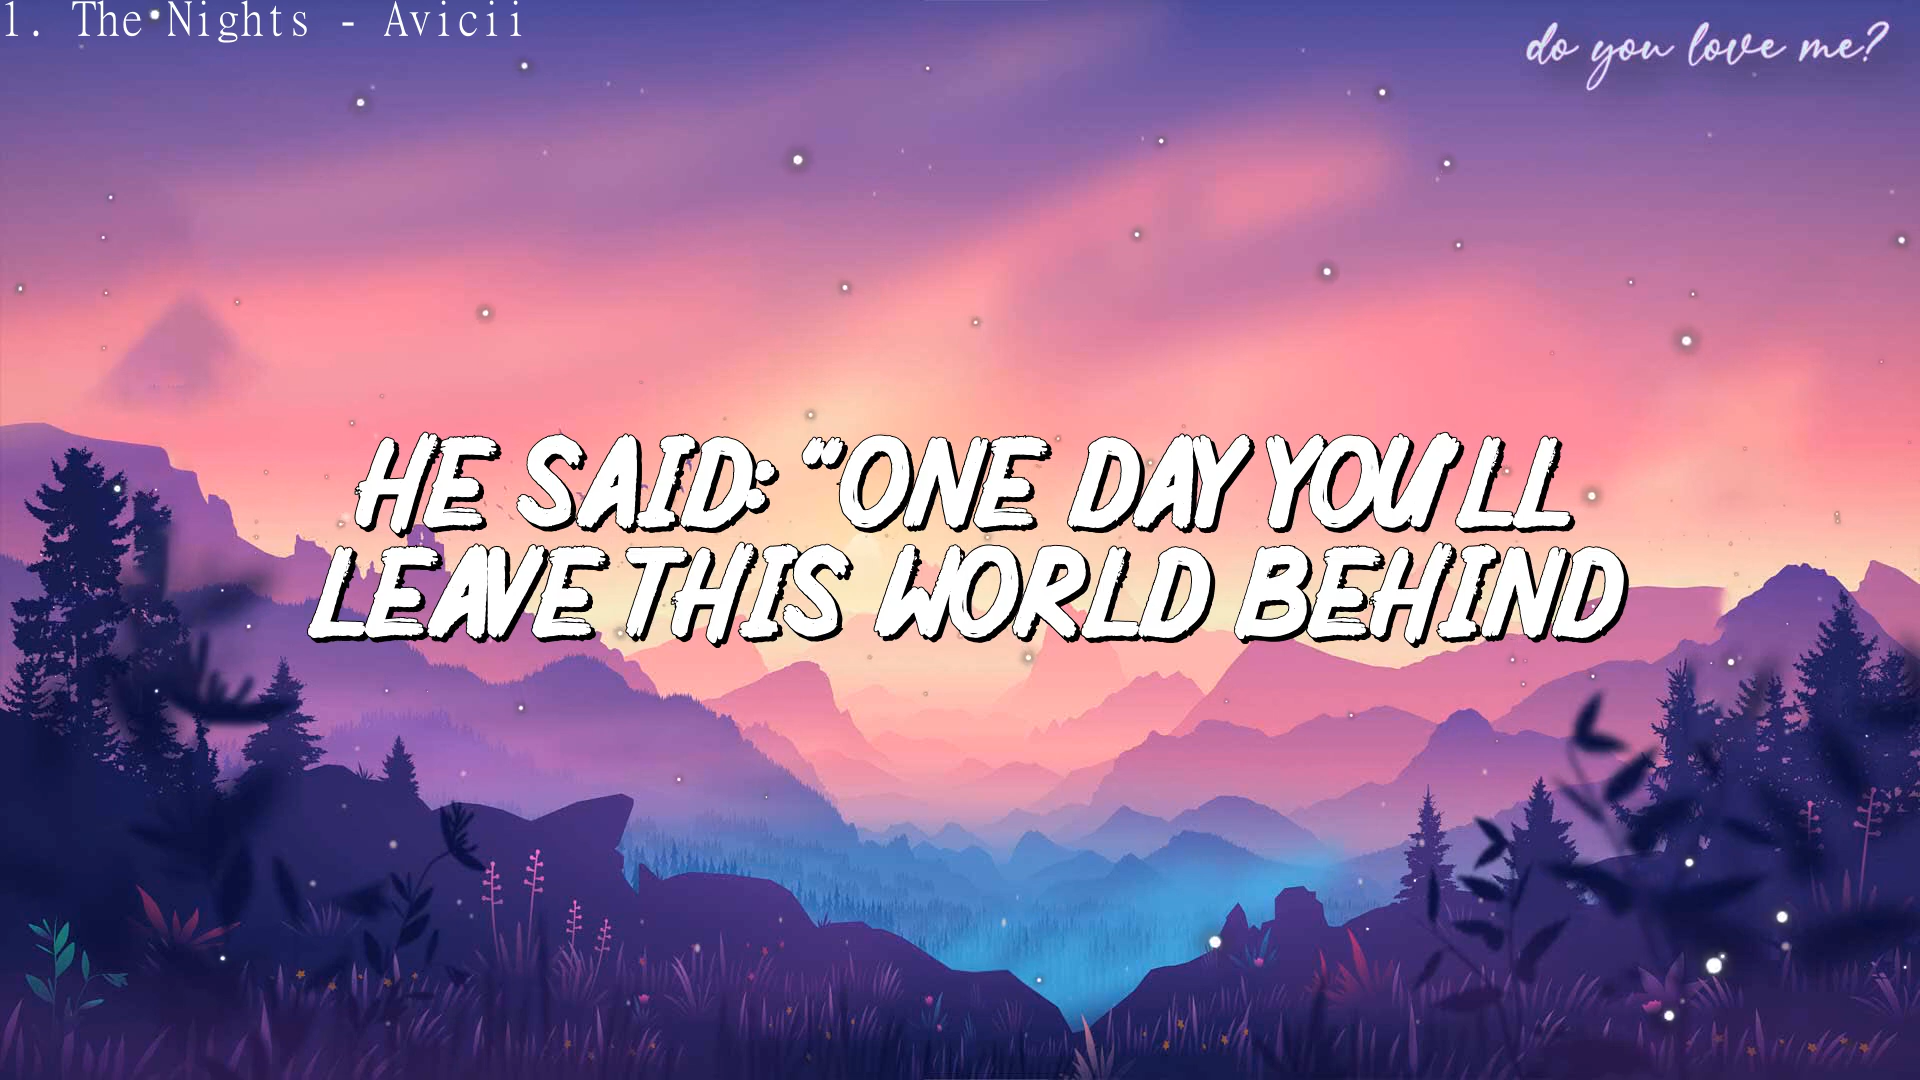 1. The Nights - Avicii
do you love me?
HE SAID: "ONE DAY YOU'LL
LEAVE THIS WORLD BEHIND